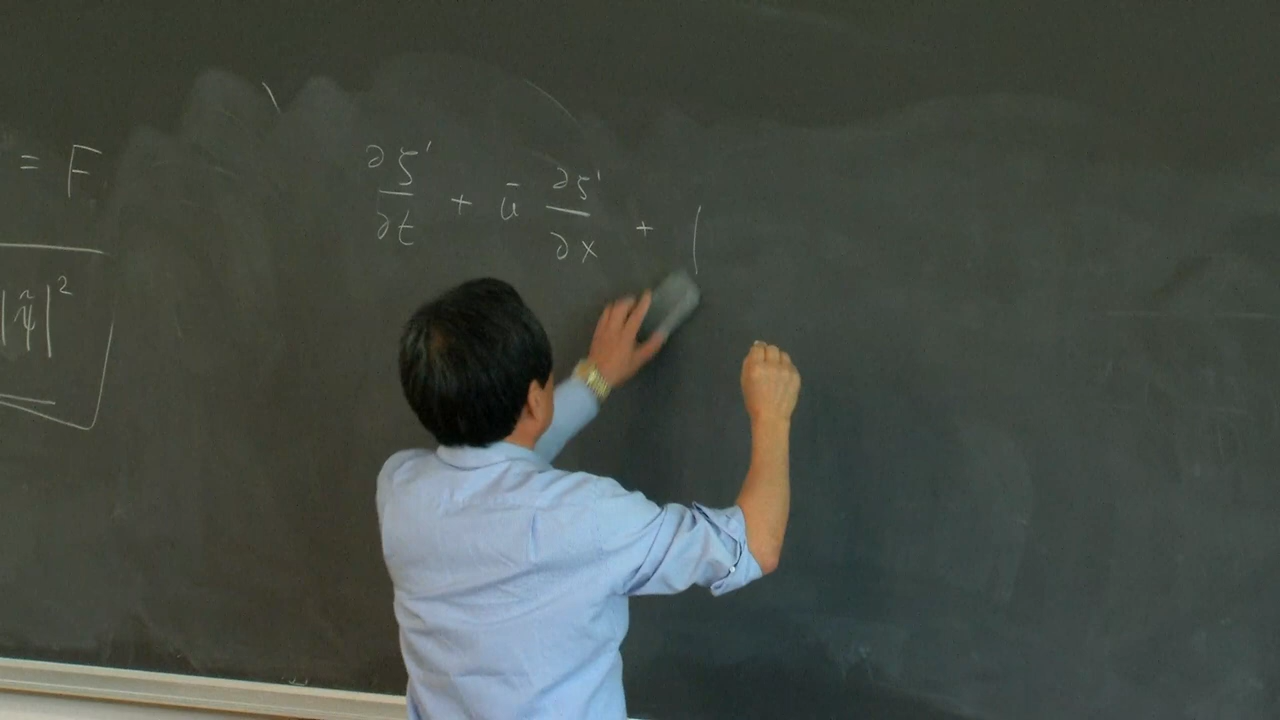 = F
|ψ̃|²
∂ζ'/∂t + ū ∂ζ'/∂x + |